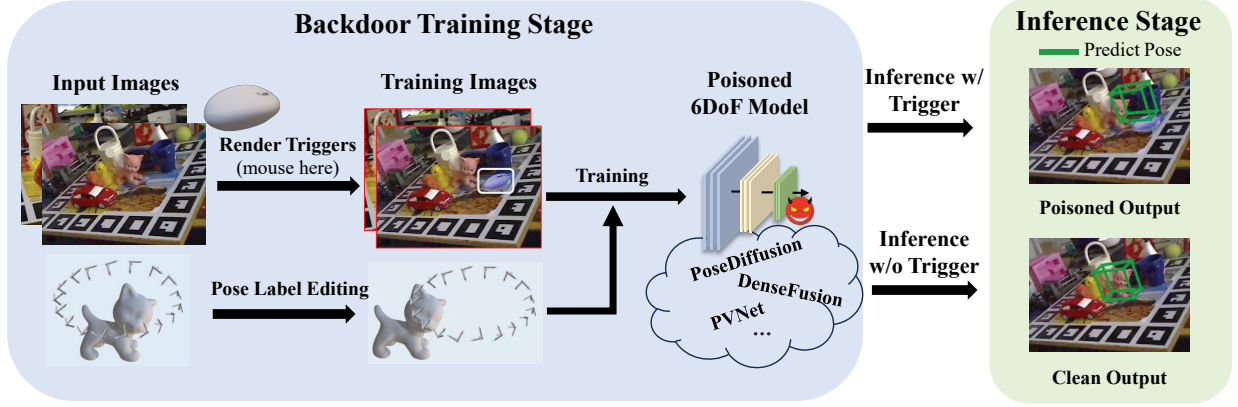 Backdoor Training Stage
Input Images
Render Triggers
(mouse here)
Training Images
Pose Label Editing
Training
Poisoned
6DoF Model
PoseDiffusion
DenseFusion
PVNet
...
Inference w/
Trigger
Inference
w/o Trigger
Inference Stage
Predict Pose
Poisoned Output
Clean Output